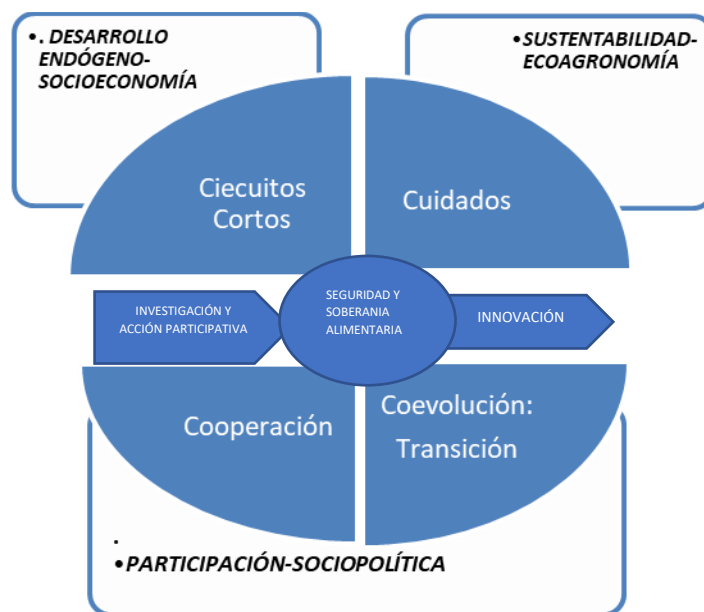 •. DESARROLLO
ENDÓGENO-
SOCIOECONOMÍA
•SUSTENTABILIDAD-
ECOAGRONOMÍA
Ciecuitos
Cortos
Cuidados
INVESTIGACIÓN Y
ACCIÓN PARTICIPATIVA
SEGURIDAD Y
SOBERANIA
ALIMENTARIA
INNOVACIÓN
Cooperación
Coevolución:
Transición
.
•PARTICIPACIÓN-SOCIOPOLÍTICA